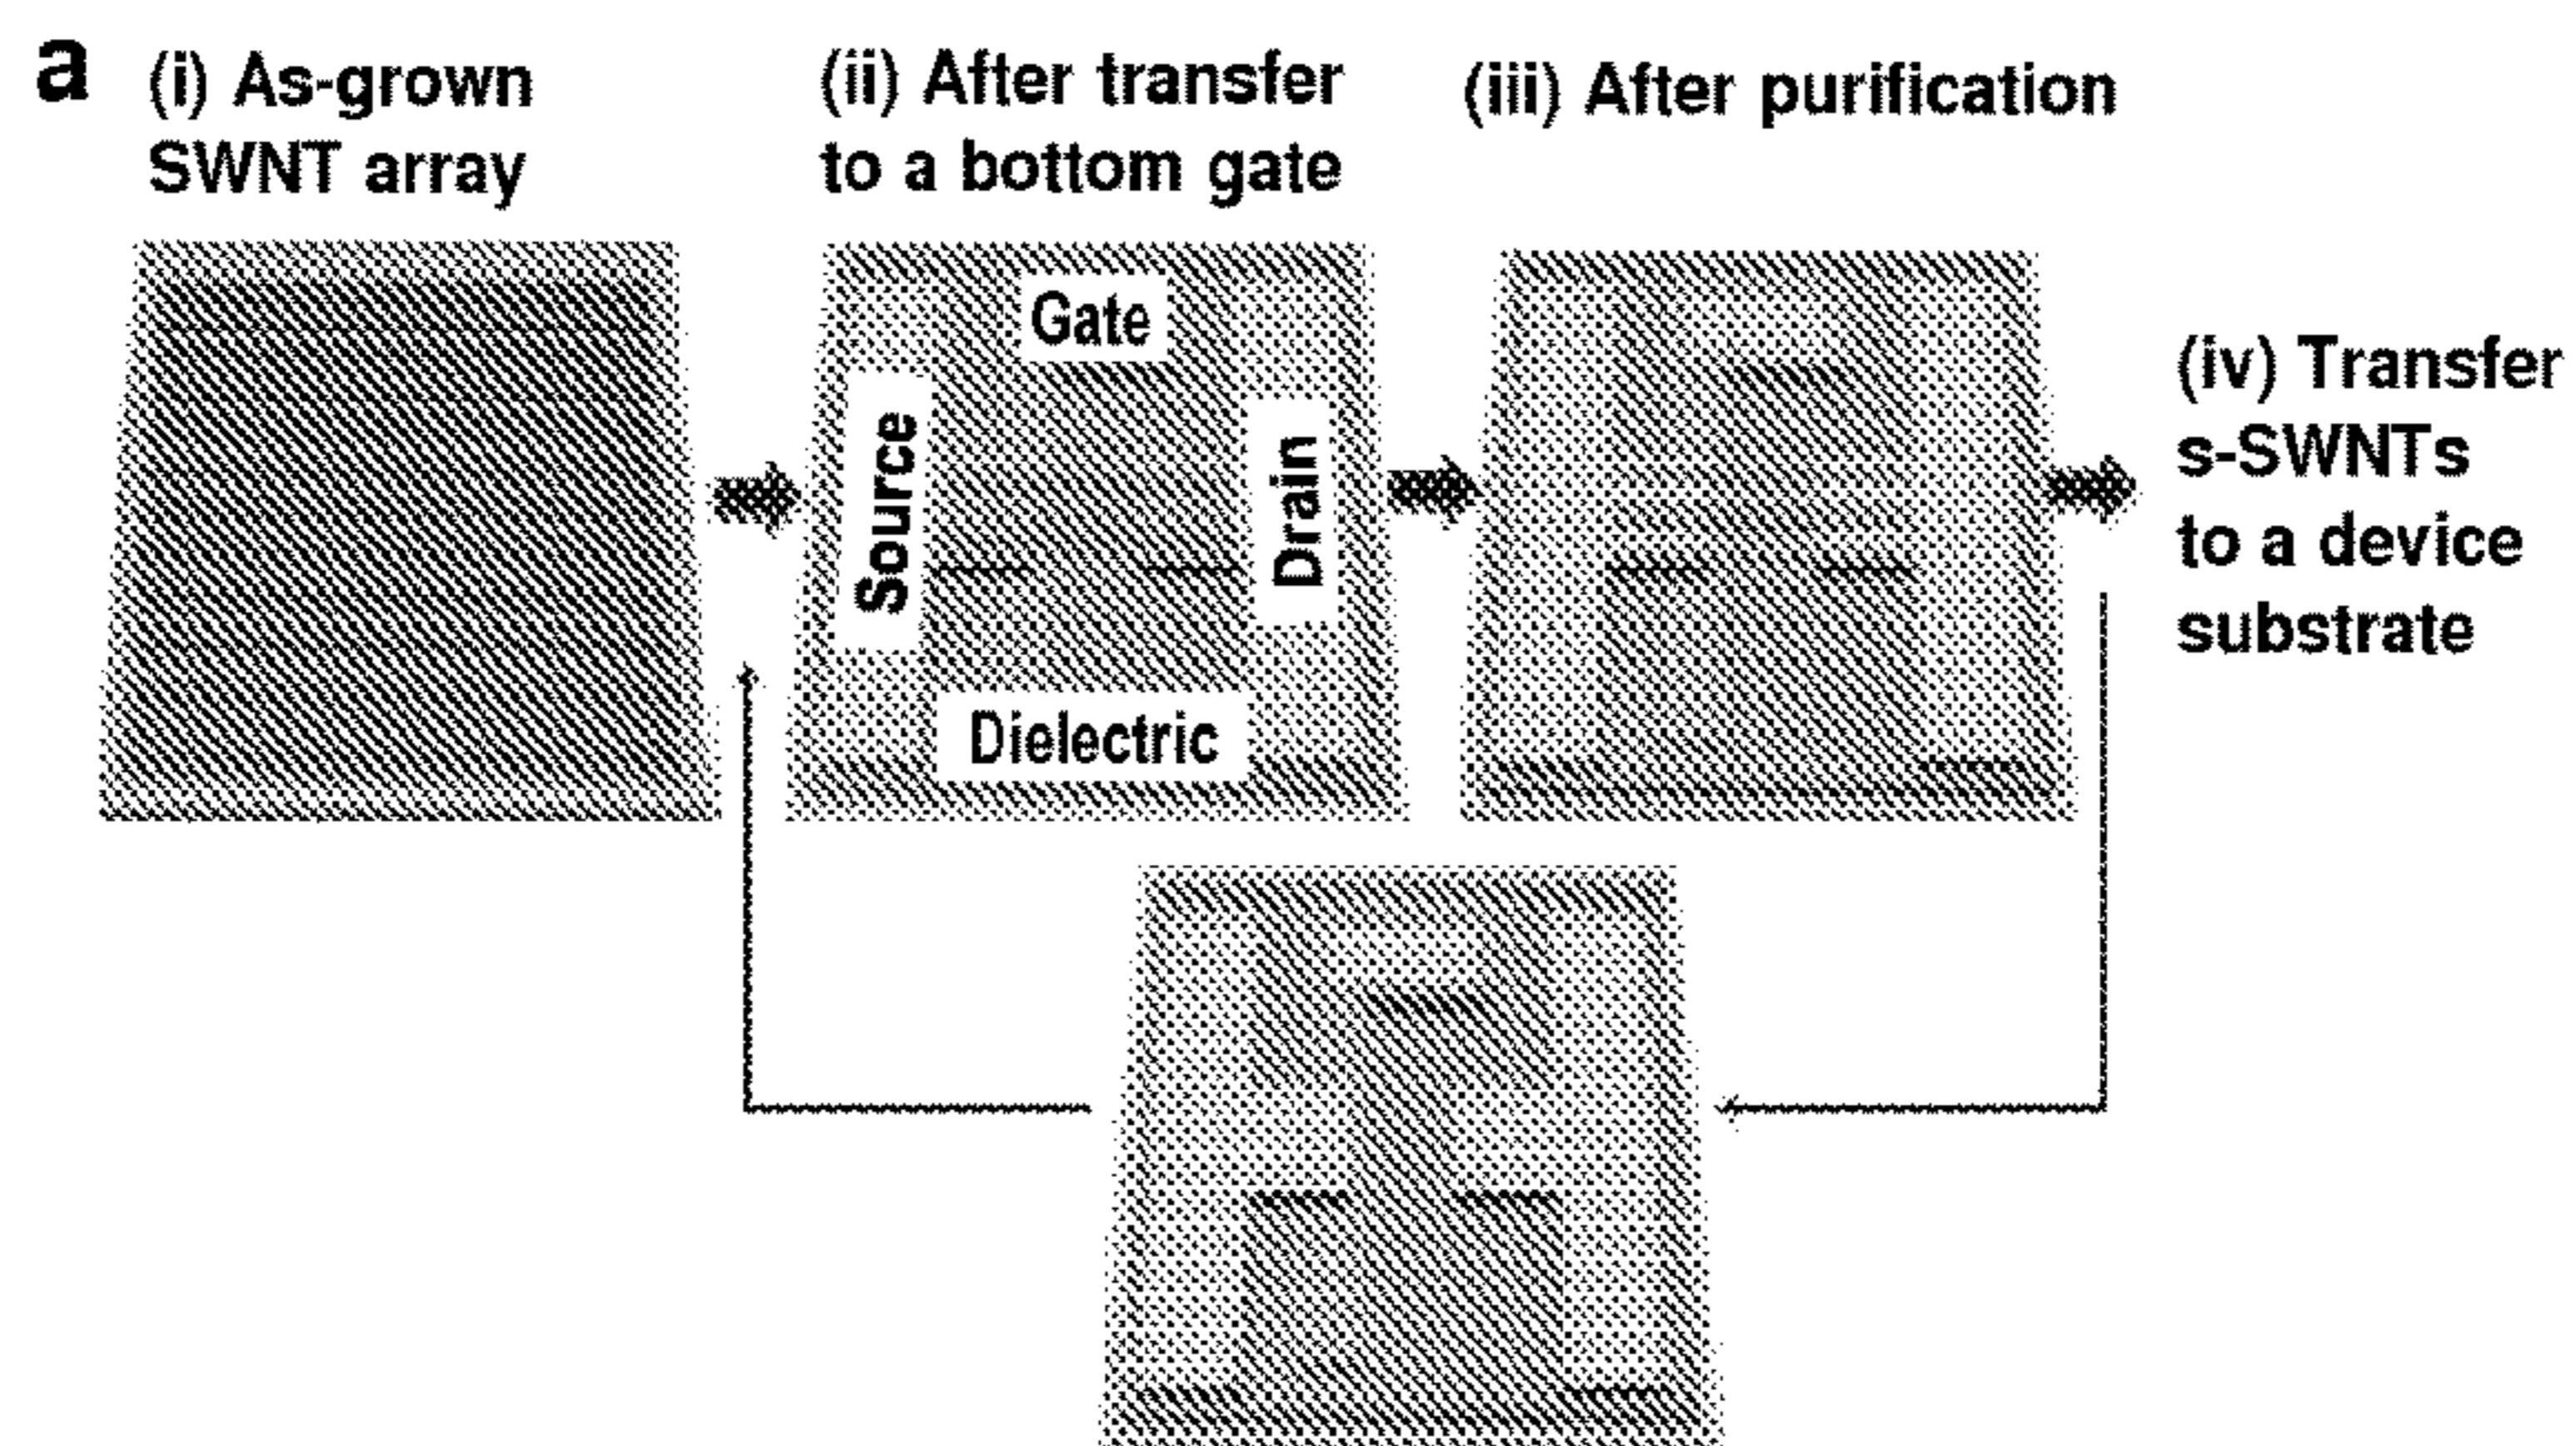 a
(i) As-grown
SWNT array
(ii) After transfer
to a bottom gate
(iii) After purification
Gate
Source
Drain
Dielectric
(iv) Transfer
s-SWNTs
to a device
substrate